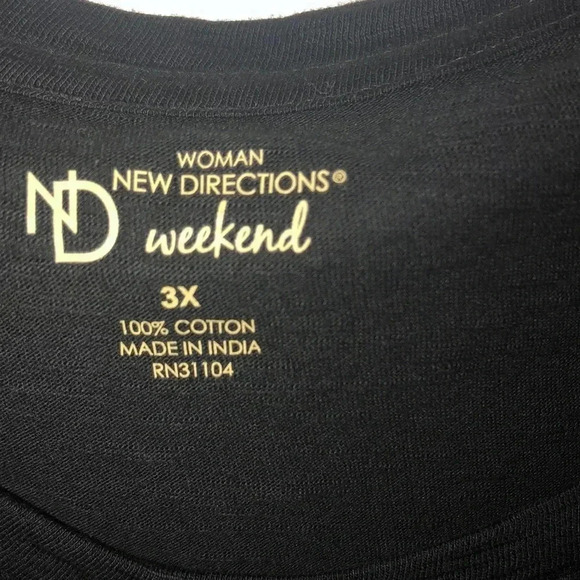 WOMAN
ND NEW DIRECTIONS®
weekend
3X
100% COTTON
MADE IN INDIA
RN31104